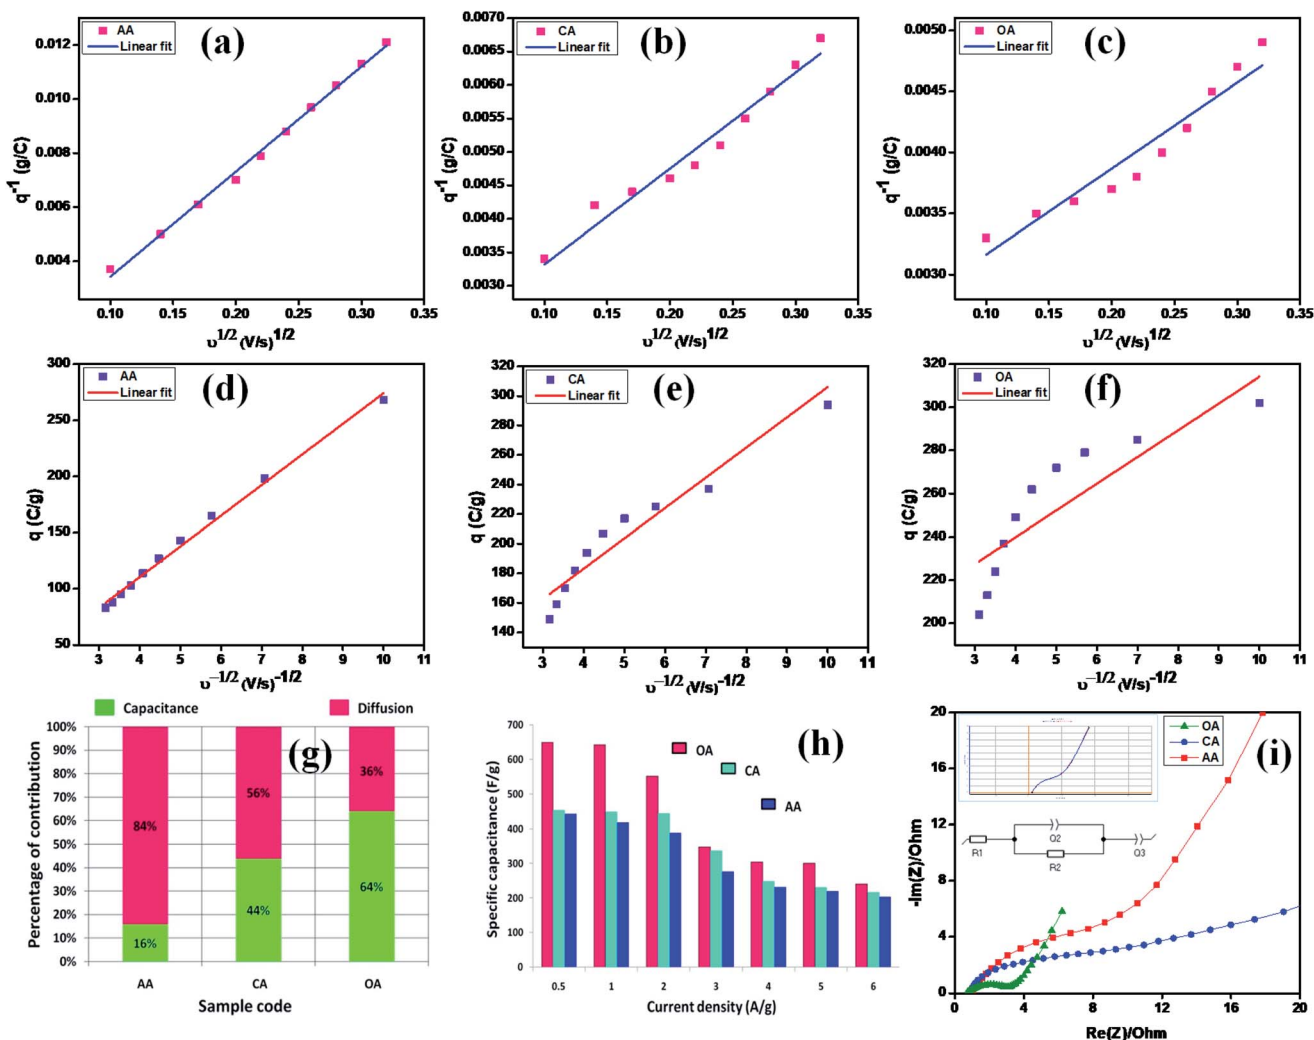 AA
Linear fit
(a)
0.012
0.010
0.008
0.006
0.004
q-1 (g/C)
0.10 0.15 0.20 0.25 0.30 0.35
υ1/2 (V/s)1/2
CA
Linear fit
(b)
0.0070
0.0065
0.0060
0.0055
0.0050
0.0045
0.0040
0.0035
0.0030
q-1 (g/C)
0.10 0.15 0.20 0.25 0.30 0.35
υ1/2 (V/s)1/2
OA
Linear fit
(c)
0.0050
0.0045
0.0040
0.0035
0.0030
q-1 (g/C)
0.10 0.15 0.20 0.25 0.30 0.35
υ1/2 (V/s)1/2
AA
Linear fit
(d)
300
250
200
150
100
50
q (C/g)
3 4 5 6 7 8 9 10 11
υ−1/2 (V/s)-1/2
CA
Linear fit
(e)
320
300
280
260
240
220
200
180
160
140
q (C/g)
3 4 5 6 7 8 9 10 11
υ−1/2 (V/s)-1/2
OA
Linear fit
(f)
320
300
280
260
240
220
200
q (C/g)
3 4 5 6 7 8 9 10 11
υ−1/2 (V/s)-1/2
Capacitance Diffusion
(g)
100%
90%
80%
70%
60%
50%
40%
30%
20%
10%
0%
Percentage of contribution
84%
16%
56%
44%
36%
64%
AA CA OA
Sample code
(h)
OA
CA
AA
700
600
500
400
300
200
100
0
Specific capacitance (F/g)
0.5 1 2 3 4 5 6
Current density (A/g)
(i)
OA
CA
AA
20
16
12
8
4
0
-Im(Z)/Ohm
R1
Q2
R2
Q3
0 4 8 12 16 20
Re(Z)/Ohm